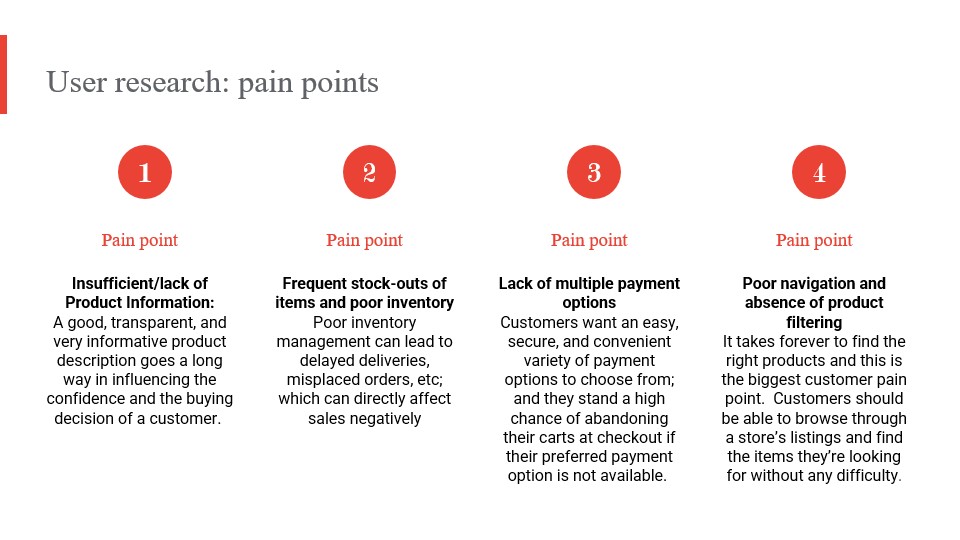 User research: pain points
1
Pain point
Insufficient/lack of
Product Information:
A good, transparent, and
very informative product
description goes a long
way in influencing the
confidence and the buying
decision of a customer.
2
Pain point
Frequent stock-outs of
items and poor inventory
Poor inventory
management can lead to
delayed deliveries,
misplaced orders, etc;
which can directly affect
sales negatively
3
Pain point
Lack of multiple payment
options
Customers want an easy,
secure, and convenient
variety of payment
options to choose from;
and they stand a high
chance of abandoning
their carts at checkout if
their preferred payment
option is not available.
4
Pain point
Poor navigation and
absence of product
filtering
It takes forever to find the
right products and this is
the biggest customer pain
point.  Customers should
be able to browse through
a store’s listings and find
the items they’re looking
for without any difficulty.